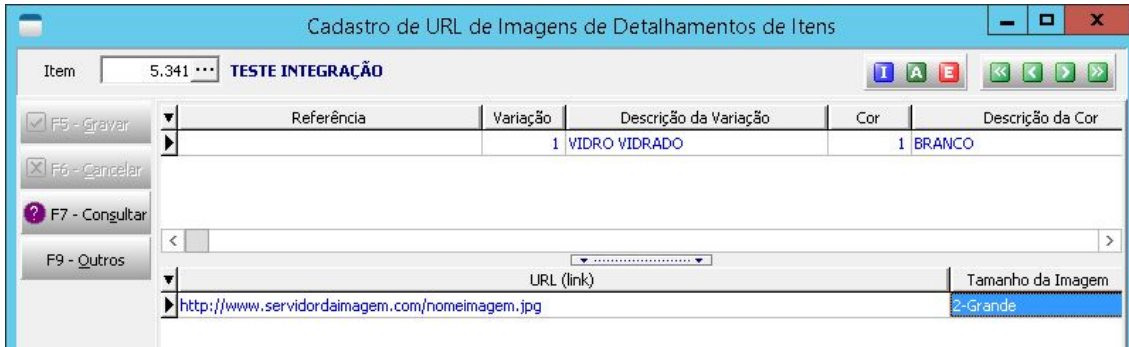 Cadastro de URL de Imagens de Detalhamentos de Itens
Item 5.341 ... TESTE INTEGRAÇÃO I A E
F5 - Gravar
F6 - Cancelar
F7 - Consultar
F9 - Outros
Referência Variação Descrição da Variação Cor Descrição da Cor
1 VIDRO VIDRADO 1 BRANCO
URL (link) Tamanho da Imagem
http://www.servidordaimagem.com/nomeimagem.jpg 2-Grande